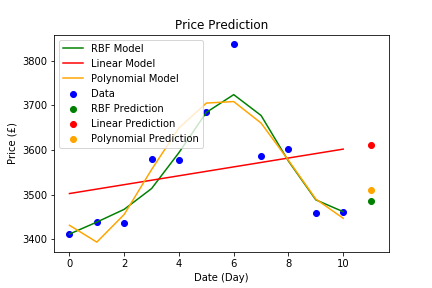 Price Prediction
RBF Model
Linear Model
Polynomial Model
Data
RBF Prediction
Linear Prediction
Polynomial Prediction
3800
3700
3600
3500
3400
Price (£)
0 2 4 6 8 10
Date (Day)